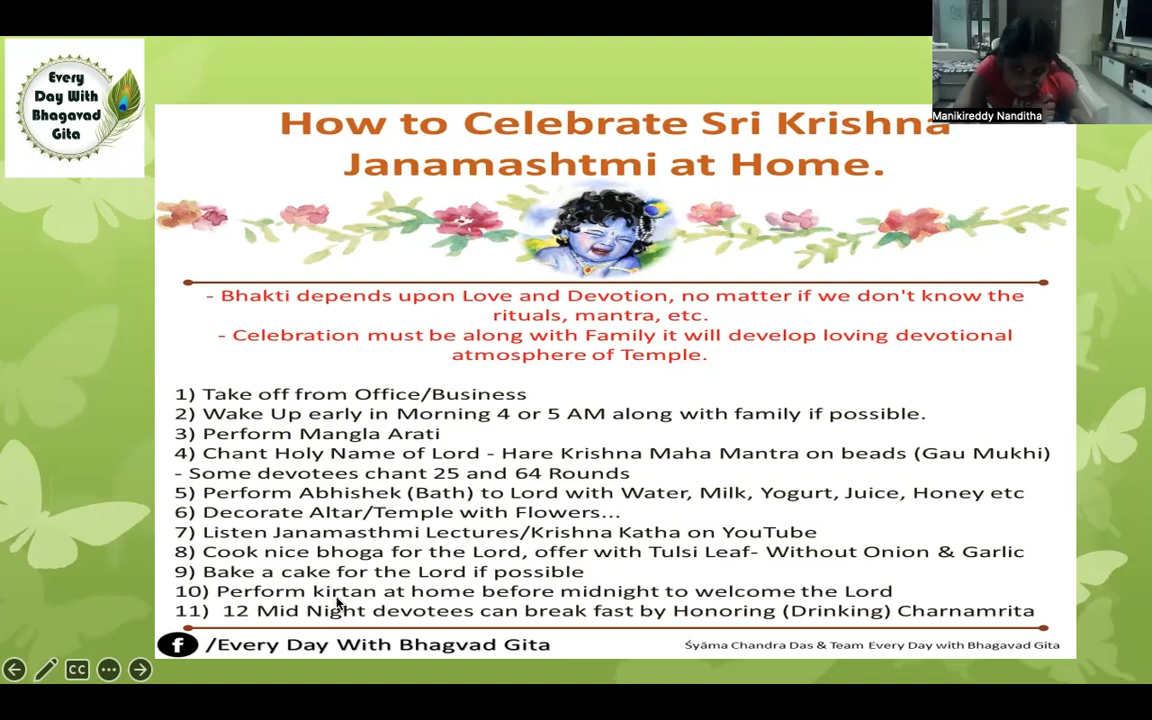 Every
Day With
Bhagavad
Gita
Manikireddy Nanditha
How to Celebrate Sri Krishna
Janamashtmi at Home.
- Bhakti depends upon Love and Devotion, no matter if we don't know the
rituals, mantra, etc.
- Celebration must be along with Family it will develop loving devotional
atmosphere of Temple.
1) Take off from Office/Business
2) Wake Up early in Morning 4 or 5 AM along with family if possible.
3) Perform Mangla Arati
4) Chant Holy Name of Lord - Hare Krishna Maha Mantra on beads (Gau Mukhi)
- Some devotees chant 25 and 64 Rounds
5) Perform Abhishek (Bath) to Lord with Water, Milk, Yogurt, Juice, Honey etc
6) Decorate Altar/Temple with Flowers...
7) Listen Janamasthmi Lectures/Krishna Katha on YouTube
8) Cook nice bhoga for the Lord, offer with Tulsi Leaf- Without Onion & Garlic
9) Bake a cake for the Lord if possible
10) Perform kirtan at home before midnight to welcome the Lord
11) 12 Mid Night devotees can break fast by Honoring (Drinking) Charnamrita
f /Every Day With Bhagvad Gita
Śyāma Chandra Das & Team Every Day with Bhagavad Gita
CC